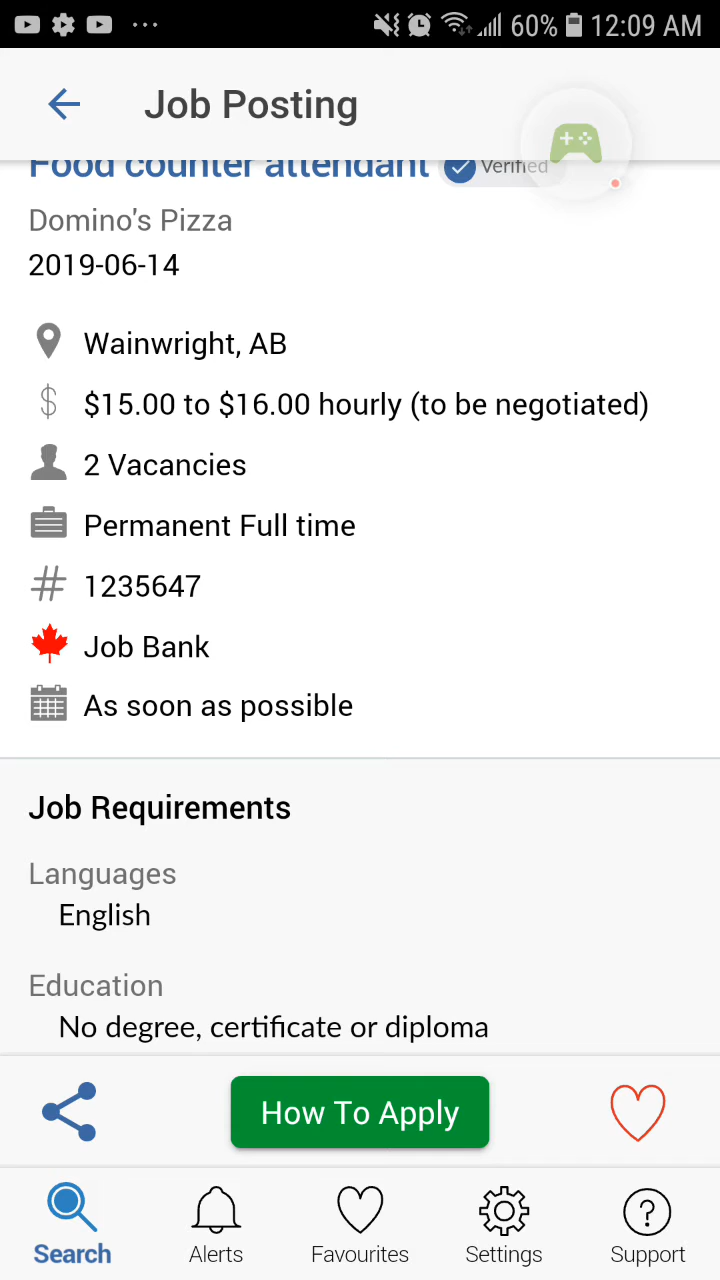 60% 12:09 AM
Job Posting
Food counter attendant Verified
Domino's Pizza
2019-06-14
Wainwright, AB
$ $15.00 to $16.00 hourly (to be negotiated)
2 Vacancies
Permanent Full time
# 1235647
Job Bank
As soon as possible
Job Requirements
Languages
English
Education
No degree, certificate or diploma
How To Apply
Search Alerts Favourites Settings Support